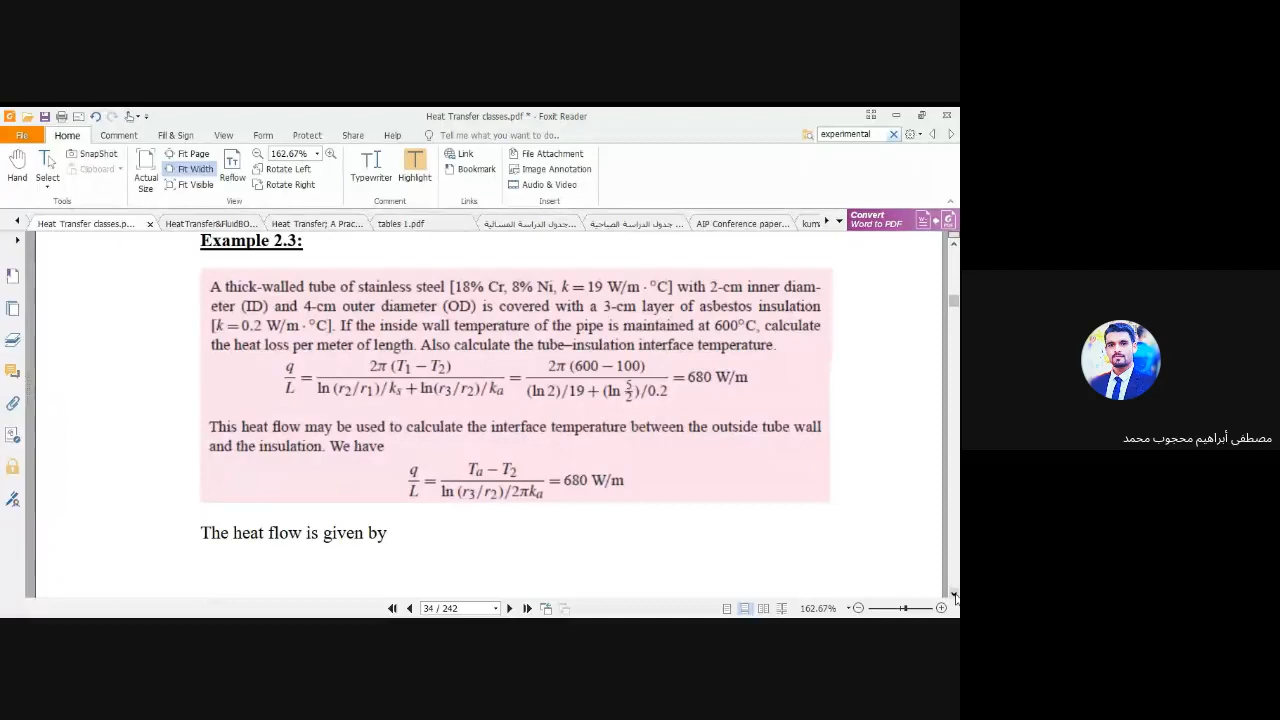 Heat Transfer classes.pdf * - Foxit Reader
File Home Comment Fill & Sign View Form Protect Share Help Tell me what you want to do... experimental
SnapShot Fit Page 162.67% Link File Attachment
Hand Select Clipboard Actual Size Fit Width Reflow Rotate Left Typewriter Highlight Bookmark Image Annotation
Fit Visible Rotate Right Audio & Video
Tools View Comment Links Insert
Heat Transfer classes.p... HeatTransfer&FluidBO... Heat Transfer; A Prac... tables 1.pdf جدول الدراسة المسائية... جدول الدراسة الصباحية ... AIP Conference paper... kum
Convert
Word to PDF
Example 2.3:
A thick-walled tube of stainless steel [18% Cr, 8% Ni, k = 19 W/m · °C] with 2-cm inner diam-
eter (ID) and 4-cm outer diameter (OD) is covered with a 3-cm layer of asbestos insulation
[k = 0.2 W/m · °C]. If the inside wall temperature of the pipe is maintained at 600°C, calculate
the heat loss per meter of length. Also calculate the tube–insulation interface temperature.
q/L = 2π (T1 − T2) / ln (r2/r1)/ks + ln(r3/r2)/ka = 2π (600 − 100) / (ln 2)/19 + (ln 5/2)/0.2 = 680 W/m
This heat flow may be used to calculate the interface temperature between the outside tube wall
and the insulation. We have
q/L = Ta − T2 / ln (r3/r2)/2πka = 680 W/m
The heat flow is given by
34 / 242 162.67%
مصطفى أبراهيم محجوب محمد